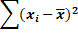 ∑(xᵢ − x̅)²